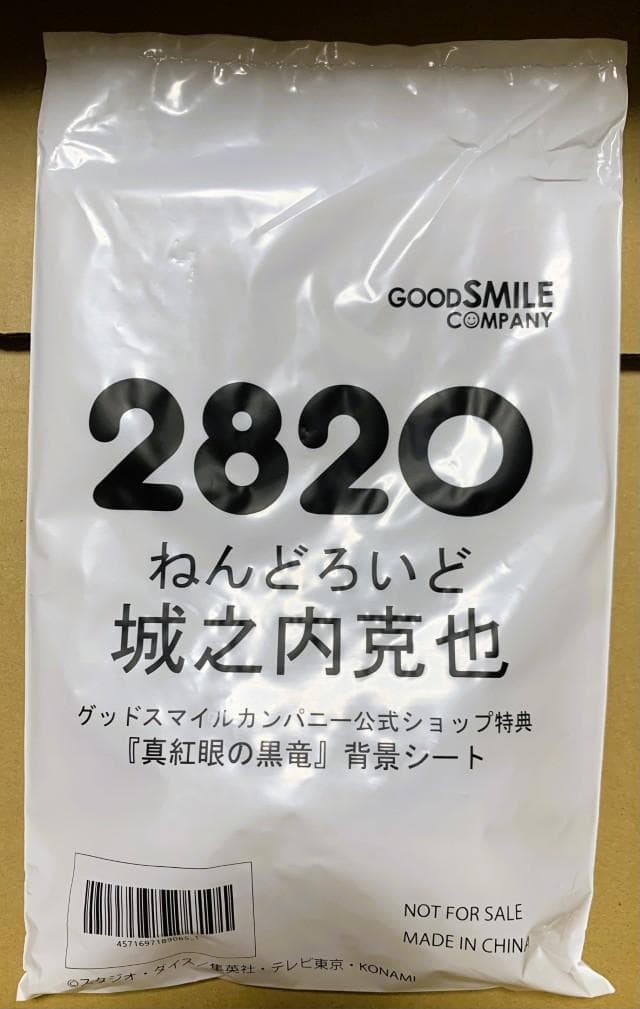 GOODSMILE
COMPANY
2820
ねんどろいど
城之内克也
グッドスマイルカンパニー公式ショップ特典
『真紅眼の黒竜』背景シート
4571697189065_1
NOT FOR SALE
MADE IN CHINA
©スタジオ・ダイス/集英社・テレビ東京・KONAMI